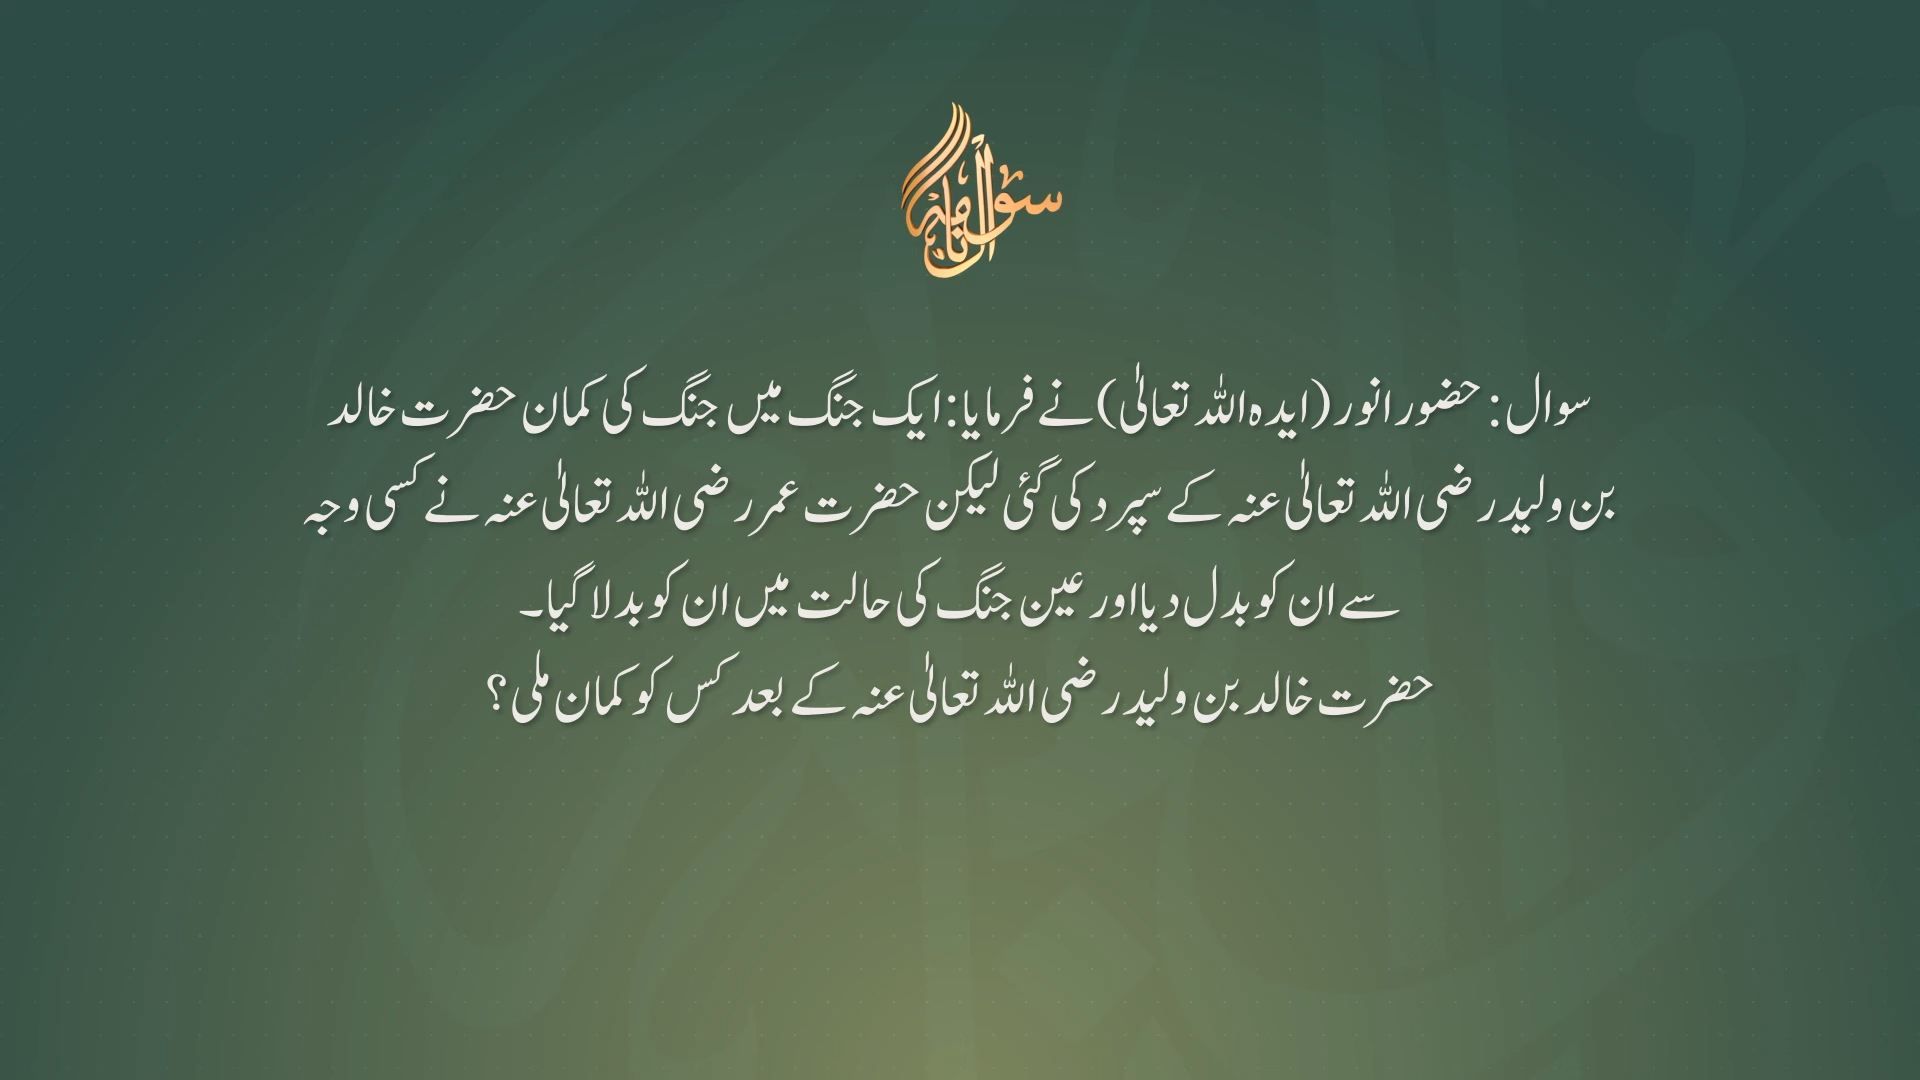 سوال نامہ
سوال: حضور انور (ایدہ اللہ تعالیٰ) نے فرمایا: ایک جنگ میں جنگ کی کمان حضرت خالد
بن ولید رضی اللہ تعالیٰ عنہ کے سپرد کی گئی لیکن حضرت عمر رضی اللہ تعالیٰ عنہ نے کسی وجہ
سے ان کو بدل دیا اور عین جنگ کی حالت میں ان کو بدلا گیا۔
حضرت خالد بن ولید رضی اللہ تعالیٰ عنہ کے بعد کس کو کمان ملی؟